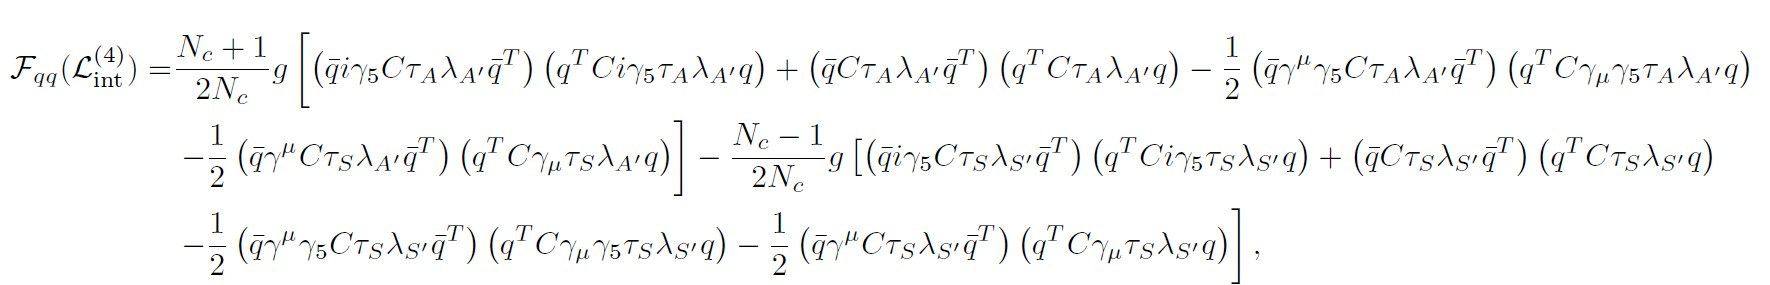 \mathcal{F}_{qq}(\mathcal{L}_{\text{int}}^{(4)}) = \frac{N_c+1}{2N_c} g \left[ \left(\bar{q} i\gamma_5 C \tau_A \lambda_{A'} \bar{q}^T\right) \left(q^T C i\gamma_5 \tau_A \lambda_{A'} q\right) + \left(\bar{q} C \tau_A \lambda_{A'} \bar{q}^T\right) \left(q^T C \tau_A \lambda_{A'} q\right) - \frac{1}{2} \left(\bar{q} \gamma^\mu \gamma_5 C \tau_A \lambda_{A'} \bar{q}^T\right) \left(q^T C \gamma_\mu \gamma_5 \tau_A \lambda_{A'} q\right)
- \frac{1}{2} \left(\bar{q} \gamma^\mu C \tau_S \lambda_{A'} \bar{q}^T\right) \left(q^T C \gamma_\mu \tau_S \lambda_{A'} q\right) \right] - \frac{N_c-1}{2N_c} g \left[ \left(\bar{q} i\gamma_5 C \tau_S \lambda_{S'} \bar{q}^T\right) \left(q^T C i\gamma_5 \tau_S \lambda_{S'} q\right) + \left(\bar{q} C \tau_S \lambda_{S'} \bar{q}^T\right) \left(q^T C \tau_S \lambda_{S'} q\right)
- \frac{1}{2} \left(\bar{q} \gamma^\mu \gamma_5 C \tau_S \lambda_{S'} \bar{q}^T\right) \left(q^T C \gamma_\mu \gamma_5 \tau_S \lambda_{S'} q\right) - \frac{1}{2} \left(\bar{q} \gamma^\mu C \tau_S \lambda_{S'} \bar{q}^T\right) \left(q^T C \gamma_\mu \tau_S \lambda_{S'} q\right) \right] ,